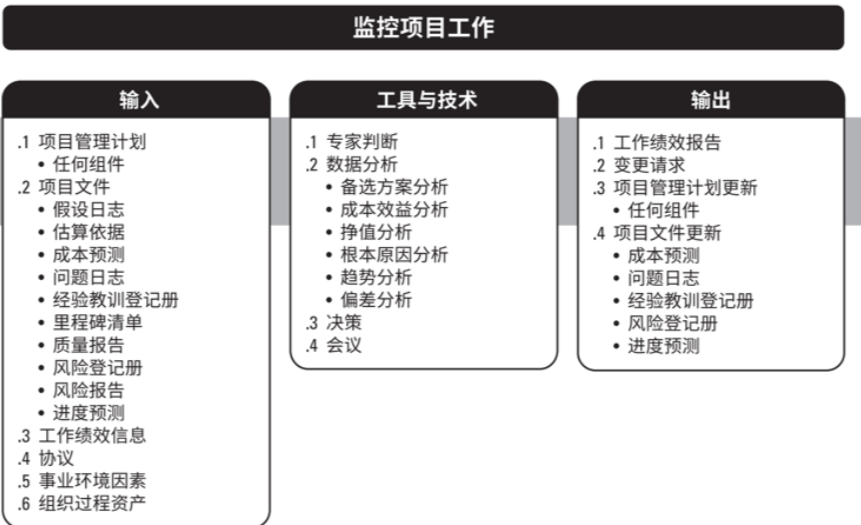 监控项目工作
输入
.1 项目管理计划
• 任何组件
.2 项目文件
• 假设日志
• 估算依据
• 成本预测
• 问题日志
• 经验教训登记册
• 里程碑清单
• 质量报告
• 风险登记册
• 风险报告
• 进度预测
.3 工作绩效信息
.4 协议
.5 事业环境因素
.6 组织过程资产
工具与技术
.1 专家判断
.2 数据分析
• 备选方案分析
• 成本效益分析
• 挣值分析
• 根本原因分析
• 趋势分析
• 偏差分析
.3 决策
.4 会议
输出
.1 工作绩效报告
.2 变更请求
.3 项目管理计划更新
• 任何组件
.4 项目文件更新
• 成本预测
• 问题日志
• 经验教训登记册
• 风险登记册
• 进度预测